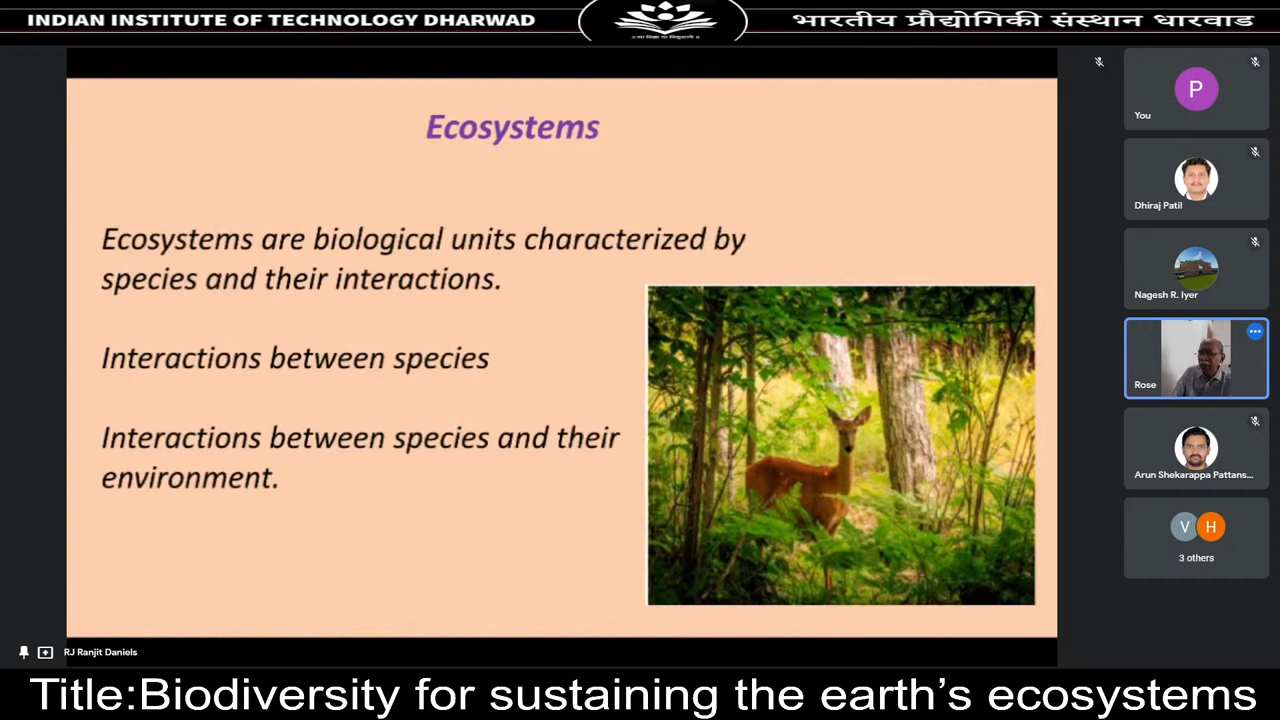 INDIAN INSTITUTE OF TECHNOLOGY DHARWAD
भारतीय प्रौद्योगिकी संस्थान धारवाड
Ecosystems
Ecosystems are biological units characterized by
species and their interactions.
Interactions between species
Interactions between species and their
environment.
P
You
Dhiraj Patil
Nagesh R. Iyer
Rose
Arun Shekarappa Pattans...
V H
3 others
RJ Ranjit Daniels
Title:Biodiversity for sustaining the earth's ecosystems